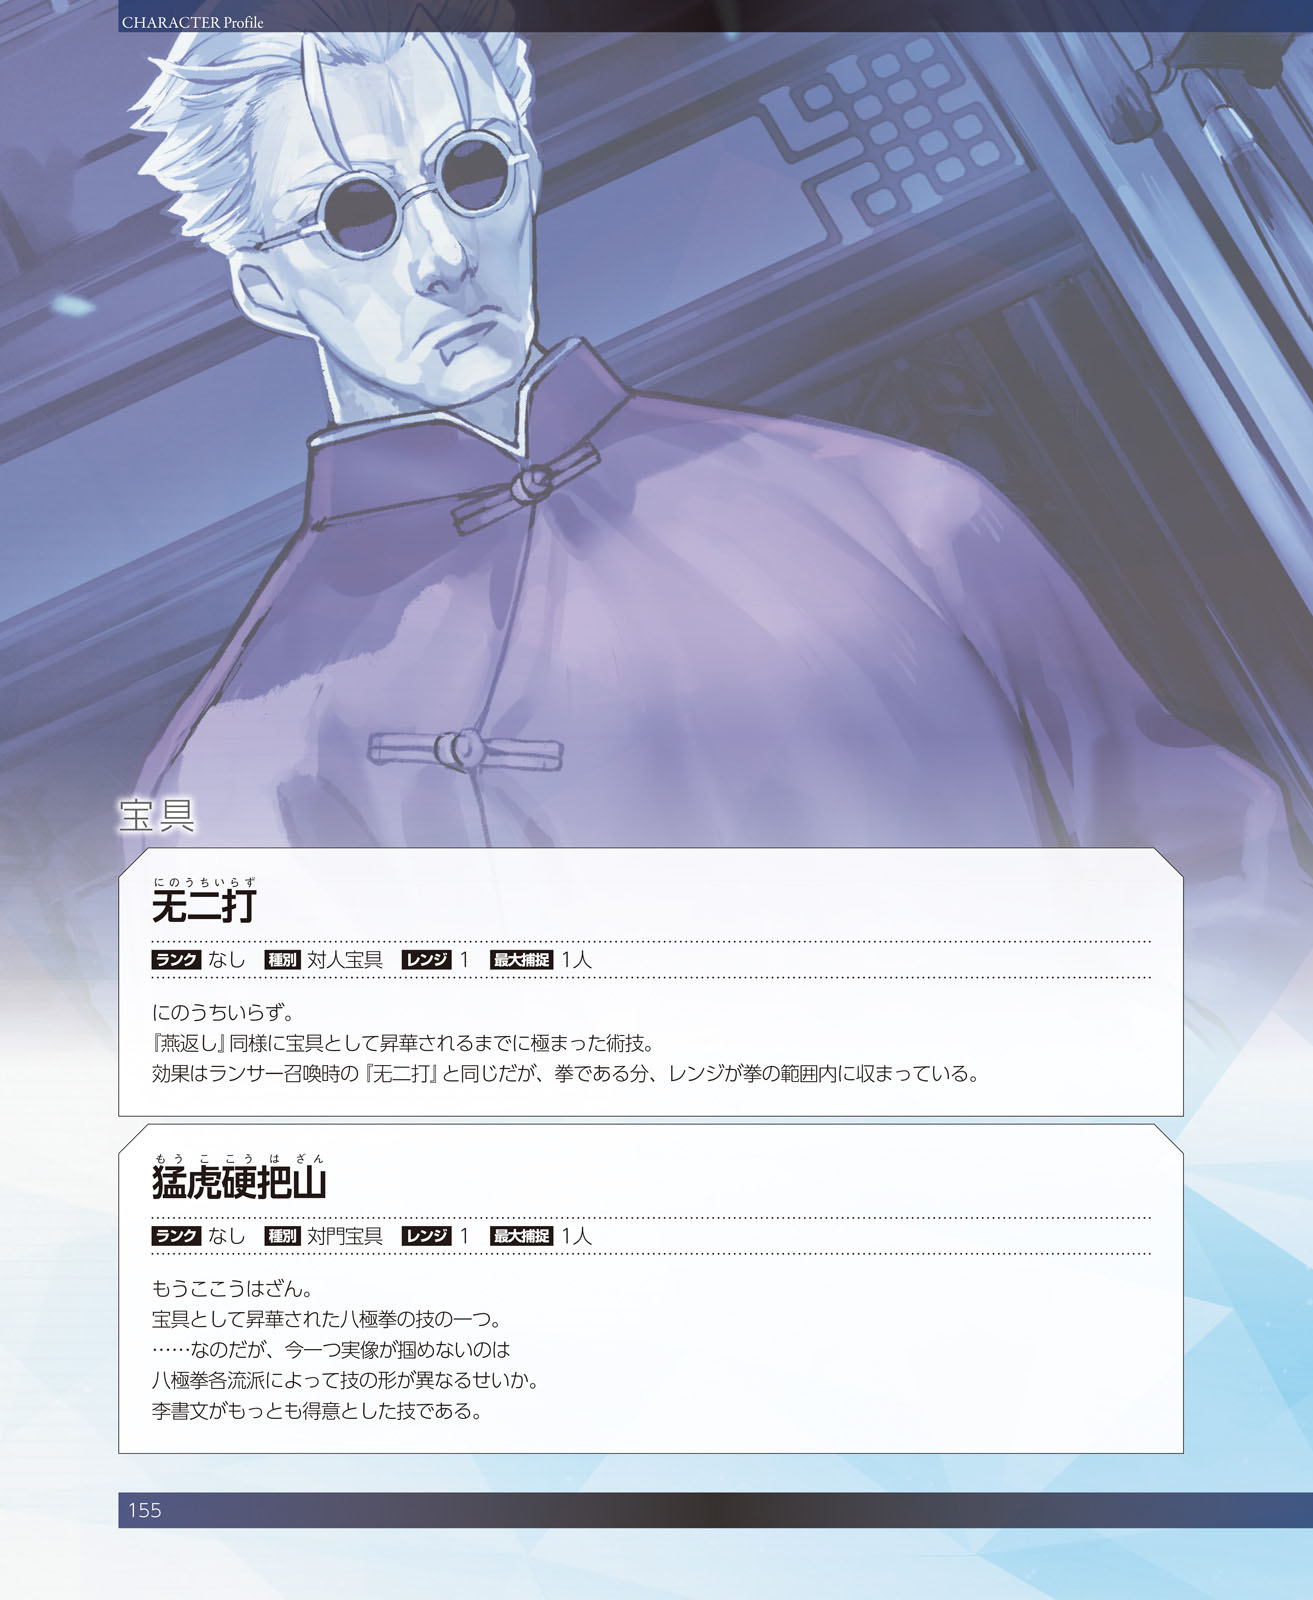 CHARACTER Profile
宝具
にのうちいらず
无二打
ランク なし 種別 対人宝具 レンジ 1 最大捕捉 1人
にのうちいらず。
『燕返し』同様に宝具として昇華されるまでに極まった術技。
効果はランサー召喚時の『无二打』と同じだが、拳である分、レンジが拳の範囲内に収まっている。
もうここうはざん
猛虎硬把山
ランク なし 種別 対門宝具 レンジ 1 最大捕捉 1人
もうここうはざん。
宝具として昇華された八極拳の技の一つ。
……なのだが、今一つ実像が掴めないのは
八極拳各流派によって技の形が異なるせいか。
李書文がもっとも得意とした技である。
155